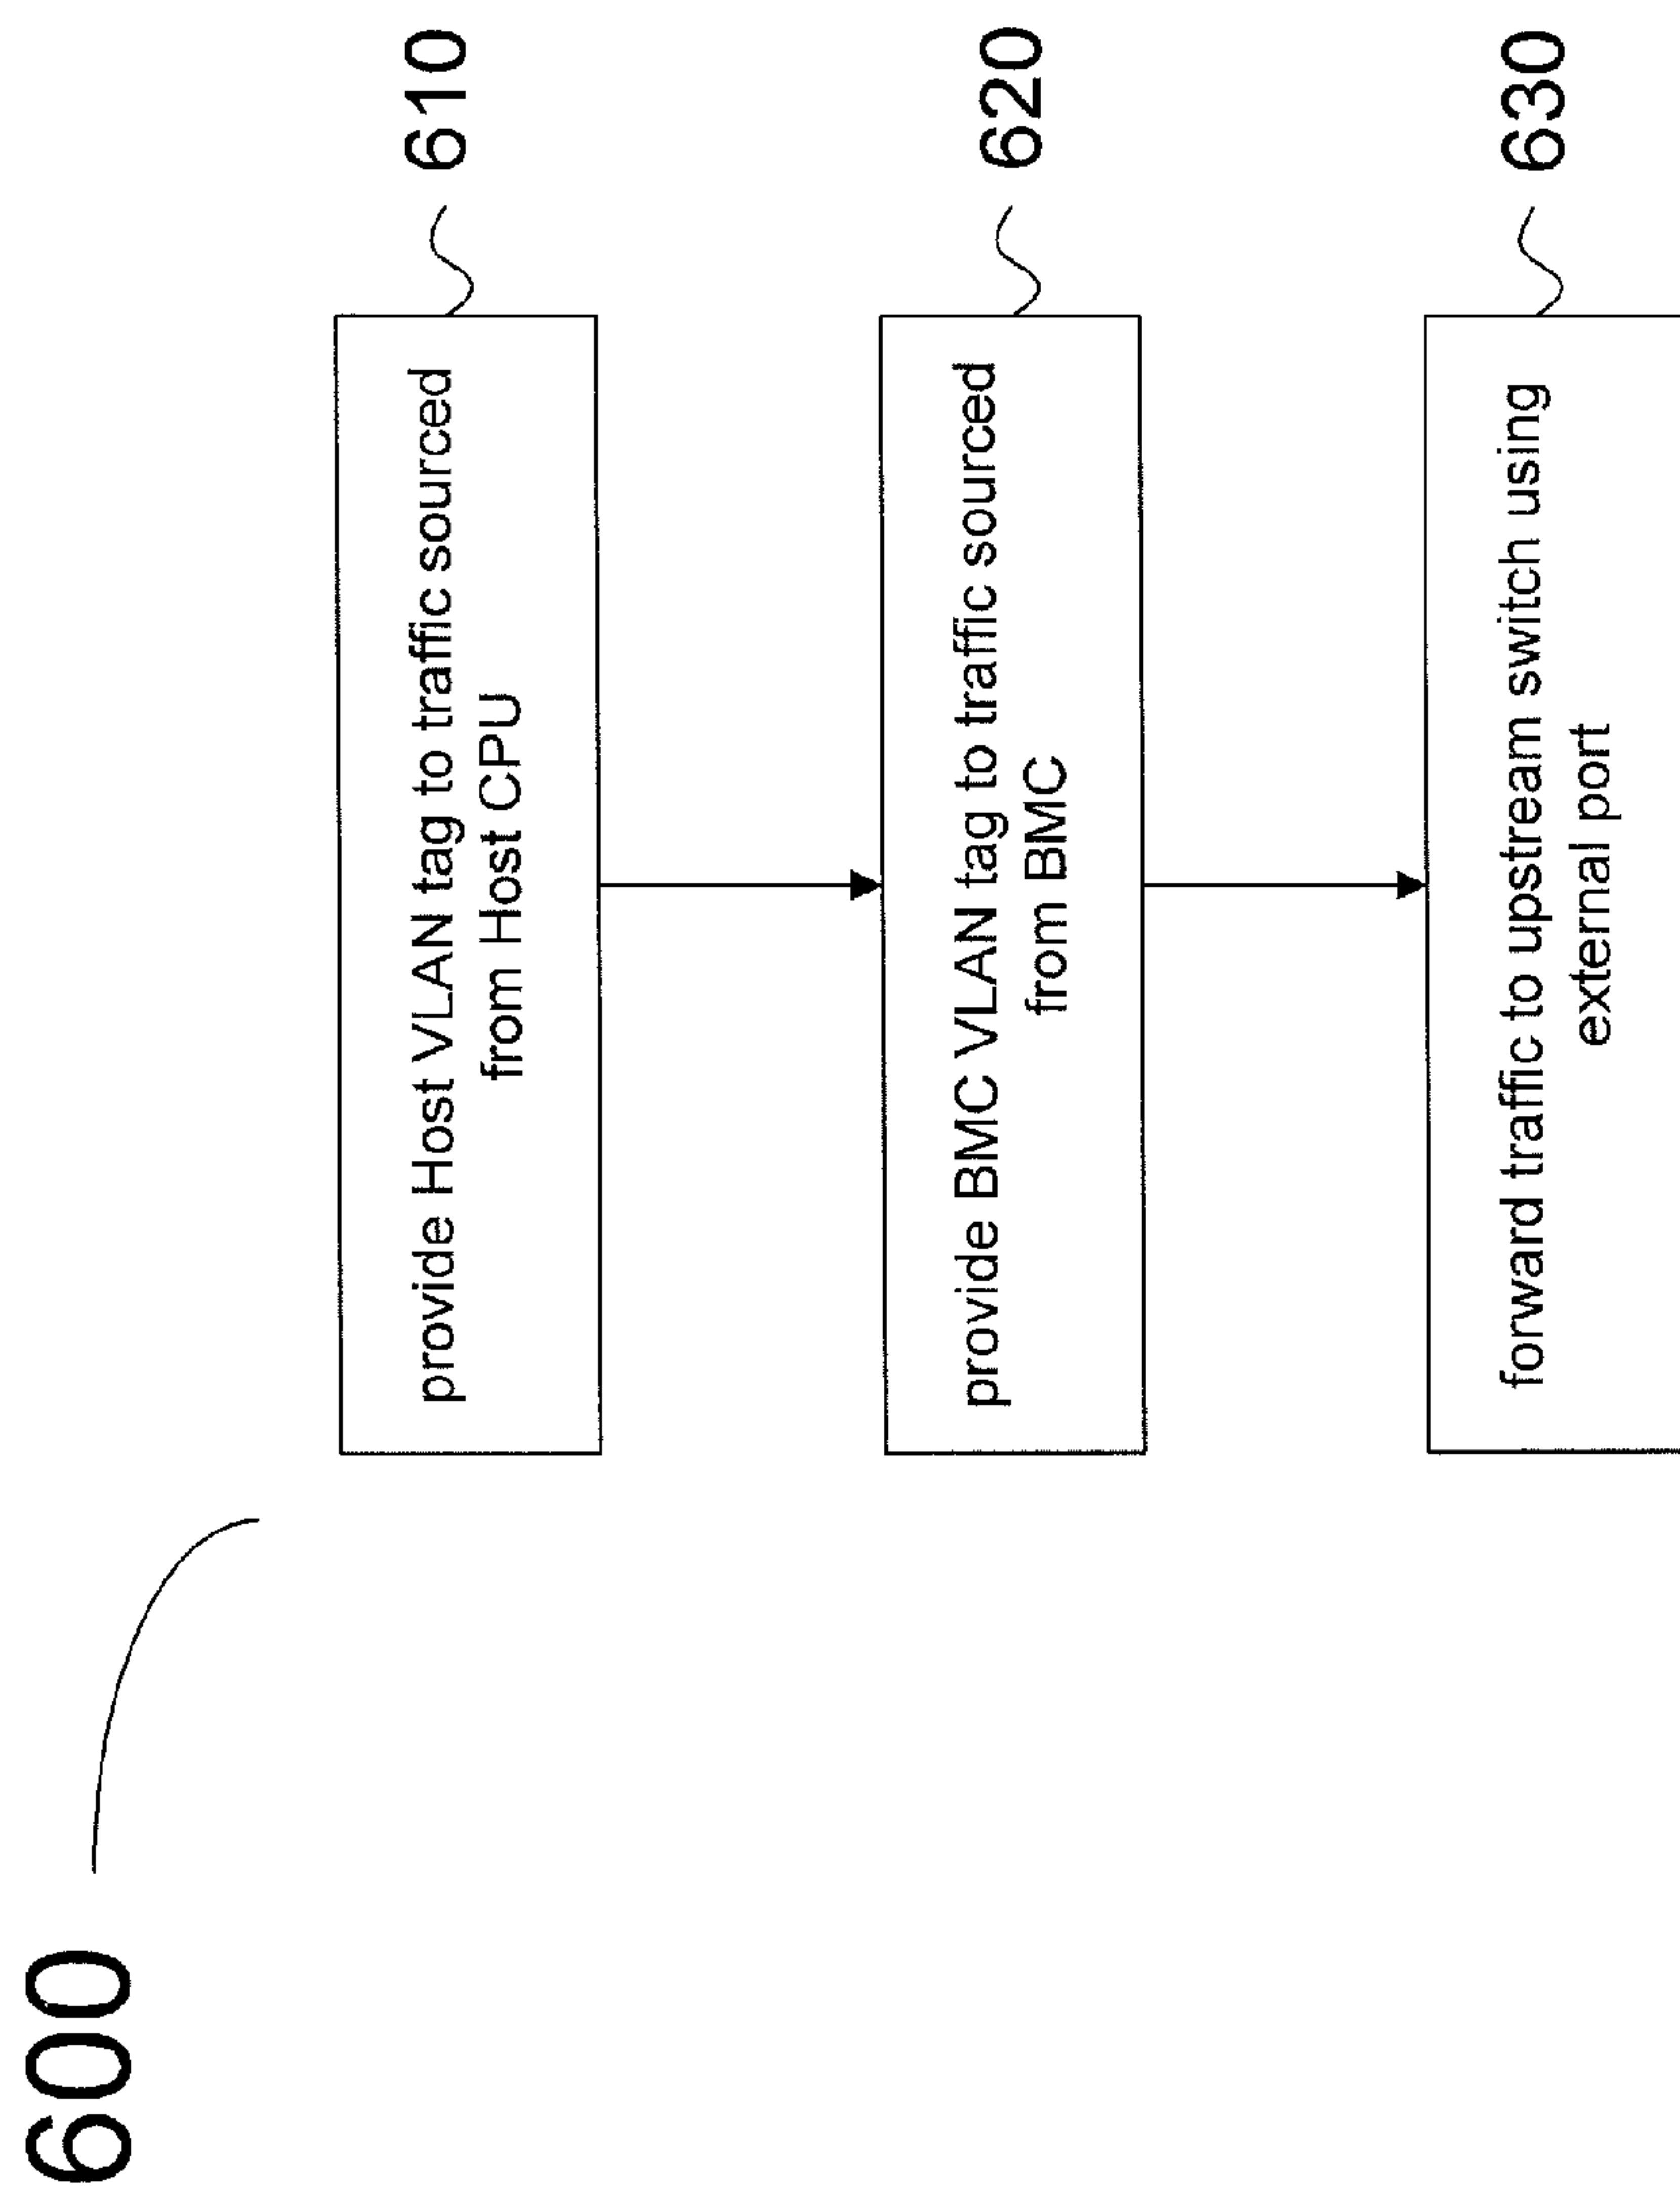 600
provide Host VLAN tag to traffic sourced
from Host CPU
610
provide BMC VLAN tag to traffic sourced
from BMC
620
forward traffic to upstream switch using
external port
630